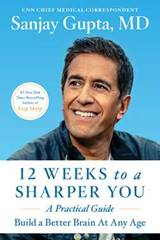 CNN CHIEF MEDICAL CORRESPONDENT
Sanjay Gupta, MD
#1 New York
Times Bestselling
Author of
Keep Sharp
12 WEEKS to a
SHARPER YOU
A Practical Guide
Build a Better Brain At Any Age